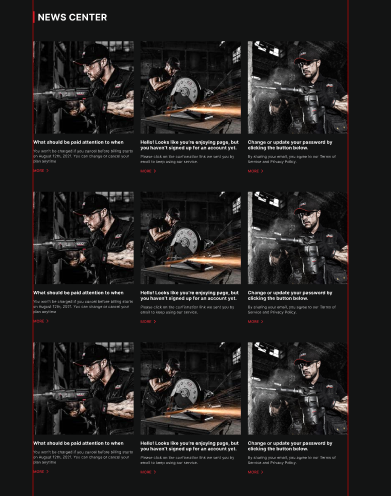 NEWS CENTER
What should be paid attention to when
You won't be charged if you cancel before billing starts
on August 12th, 2021. You can change or cancel your
plan anytime
MORE
Hello! Looks like you're enjoying page, but
you haven't signed up for an account yet.
Please click on the confirmation link we sent you by
email to keep using our service.
MORE
Change or update your password by
clicking the button below.
By sharing your email, you agree to our Terms of
Service and Privacy Policy.
MORE
What should be paid attention to when
You won't be charged if you cancel before billing starts
on August 12th, 2021. You can change or cancel your
plan anytime
MORE
Hello! Looks like you're enjoying page, but
you haven't signed up for an account yet.
Please click on the confirmation link we sent you by
email to keep using our service.
MORE
Change or update your password by
clicking the button below.
By sharing your email, you agree to our Terms of
Service and Privacy Policy.
MORE
What should be paid attention to when
You won't be charged if you cancel before billing starts
on August 12th, 2021. You can change or cancel your
plan anytime
MORE
Hello! Looks like you're enjoying page, but
you haven't signed up for an account yet.
Please click on the confirmation link we sent you by
email to keep using our service.
MORE
Change or update your password by
clicking the button below.
By sharing your email, you agree to our Terms of
Service and Privacy Policy.
MORE